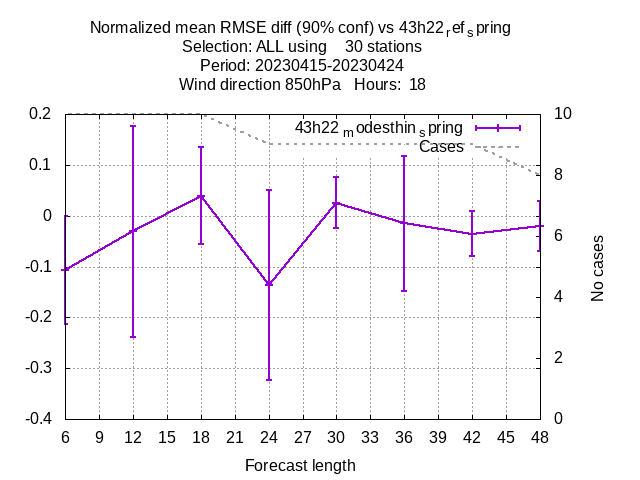 Normalized mean RMSE diff (90% conf) vs 43h22refspring
Selection: ALL using 30 stations
Period: 20230415-20230424
Wind direction 850hPa Hours: 18
43h22modesthinspring
Cases
0.2
0.1
0
-0.1
-0.2
-0.3
-0.4
10
8
6
4
2
0
No cases
6 9 12 15 18 21 24 27 30 33 36 39 42 45 48
Forecast length